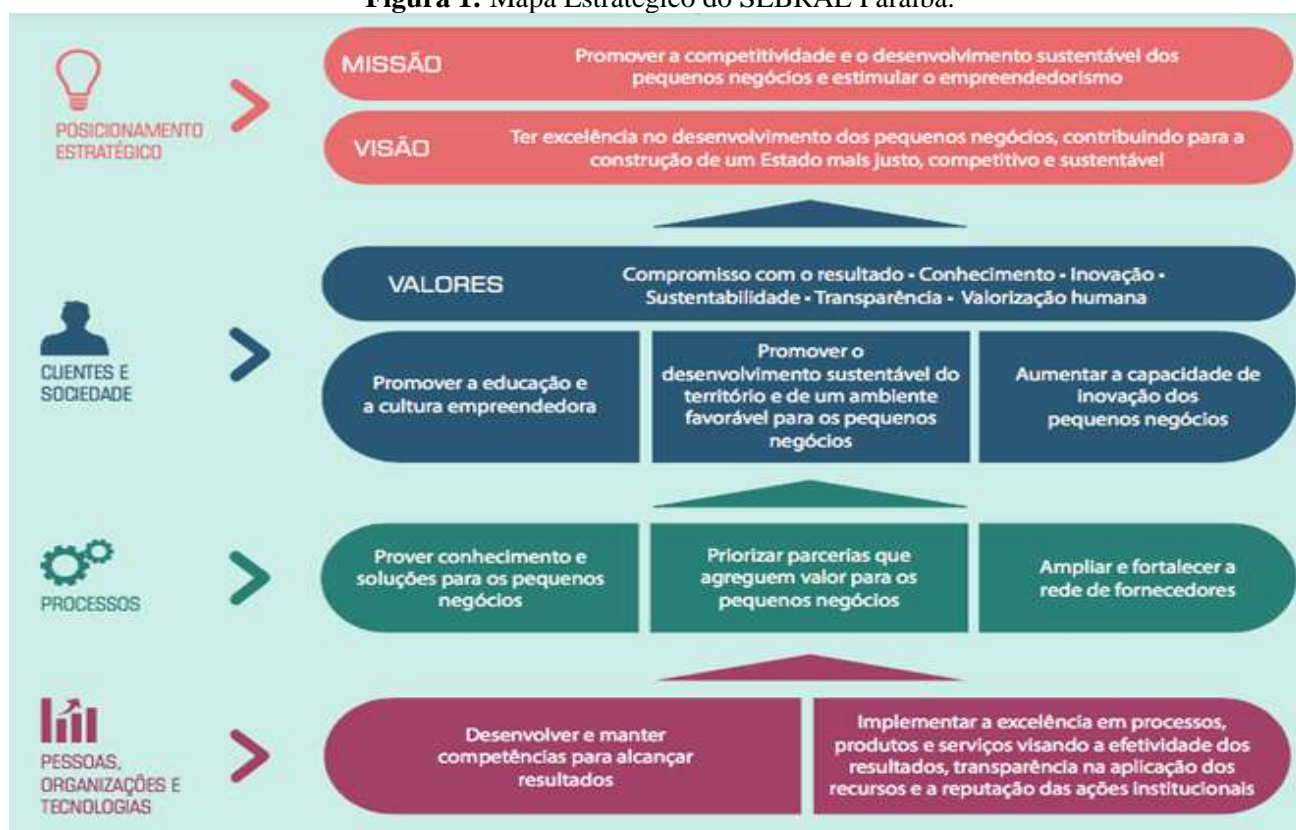 Figura 1: Mapa Estratégico do SEBRAE Paraíba.
POSICIONAMENTO
ESTRATÉGICO
MISSÃO
Promover a competitividade e o desenvolvimento sustentável dos
pequenos negócios e estimular o empreendedorismo
VISÃO
Ter excelência no desenvolvimento dos pequenos negócios, contribuindo para a
construção de um Estado mais justo, competitivo e sustentável
CLIENTES E
SOCIEDADE
VALORES
Compromisso com o resultado • Conhecimento • Inovação •
Sustentabilidade • Transparência • Valorização humana
Promover a educação e
a cultura empreendedora
Promover o
desenvolvimento sustentável do
território e de um ambiente
favorável para os pequenos
negócios
Aumentar a capacidade de
inovação dos
pequenos negócios
PROCESSOS
Prover conhecimento e
soluções para os pequenos
negócios
Priorizar parcerias que
agreguem valor para os
pequenos negócios
Ampliar e fortalecer a
rede de fornecedores
PESSOAS,
ORGANIZAÇÕES E
TECNOLOGIAS
Desenvolver e manter
competências para alcançar
resultados
Implementar a excelência em processos,
produtos e serviços visando a efetividade dos
resultados, transparência na aplicação dos
recursos e a reputação das ações institucionais